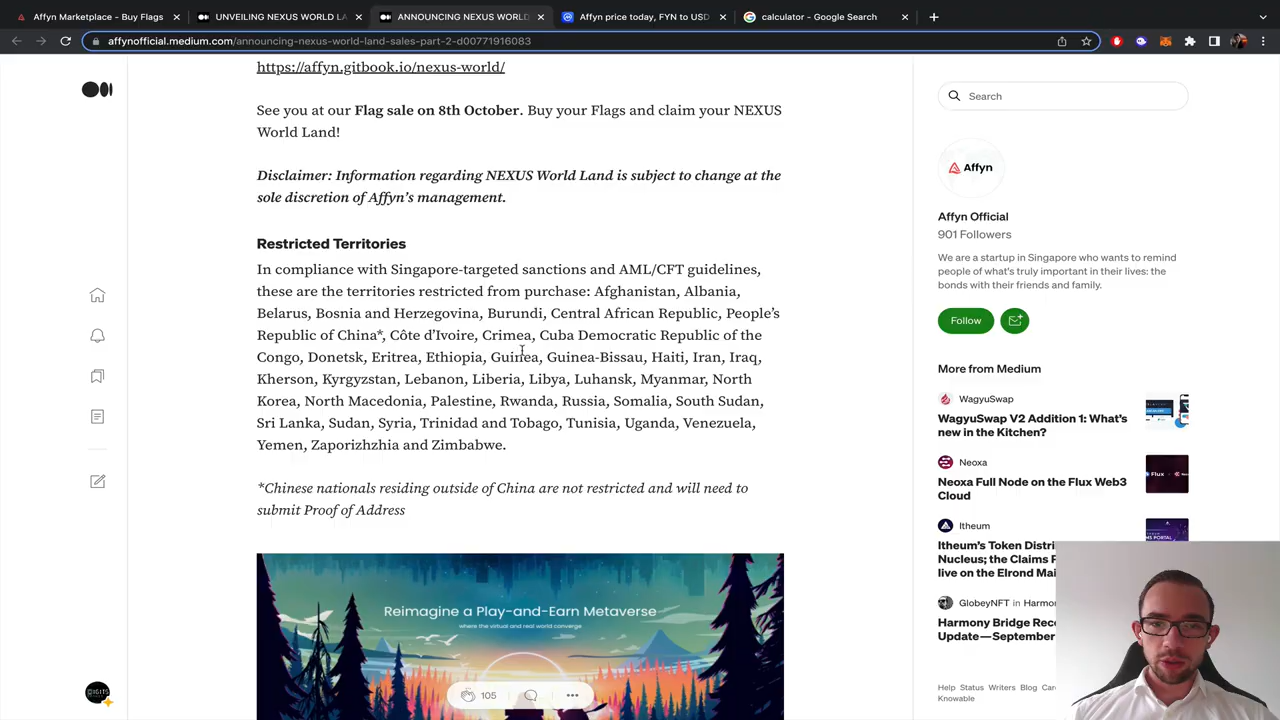 Affyn Marketplace - Buy Flags
UNVEILING NEXUS WORLD LA
ANNOUNCING NEXUS WORLD
Affyn price today, FYN to USD
calculator - Google Search
affynofficial.medium.com/announcing-nexus-world-land-sales-part-2-d00771916083
https://affyn.gitbook.io/nexus-world/
See you at our Flag sale on 8th October. Buy your Flags and claim your NEXUS
World Land!
Disclaimer: Information regarding NEXUS World Land is subject to change at the
sole discretion of Affyn’s management.
Restricted Territories
In compliance with Singapore-targeted sanctions and AML/CFT guidelines,
these are the territories restricted from purchase: Afghanistan, Albania,
Belarus, Bosnia and Herzegovina, Burundi, Central African Republic, People’s
Republic of China*, Côte d’Ivoire, Crimea, Cuba Democratic Republic of the
Congo, Donetsk, Eritrea, Ethiopia, Guinea, Guinea-Bissau, Haiti, Iran, Iraq,
Kherson, Kyrgyzstan, Lebanon, Liberia, Libya, Luhansk, Myanmar, North
Korea, North Macedonia, Palestine, Rwanda, Russia, Somalia, South Sudan,
Sri Lanka, Sudan, Syria, Trinidad and Tobago, Tunisia, Uganda, Venezuela,
Yemen, Zaporizhzhia and Zimbabwe.
*Chinese nationals residing outside of China are not restricted and will need to
submit Proof of Address
Reimagine a Play-and-Earn Metaverse
where the virtual and real world converge
105
Search
Affyn
Affyn Official
901 Followers
We are a startup in Singapore who wants to remind
people of what's truly important in their lives: the
bonds with their friends and family.
Follow
More from Medium
WagyuSwap
WagyuSwap V2 Addition 1: What’s
new in the Kitchen?
Neoxa
Neoxa Full Node on the Flux Web3
Cloud
Flux
Itheum
Itheum’s Token Distri
Nucleus; the Claims P
live on the Elrond Mai
GlobeyNFT in Harmon
Harmony Bridge Reco
Update—September
Help Status Writers Blog Care
Knowable